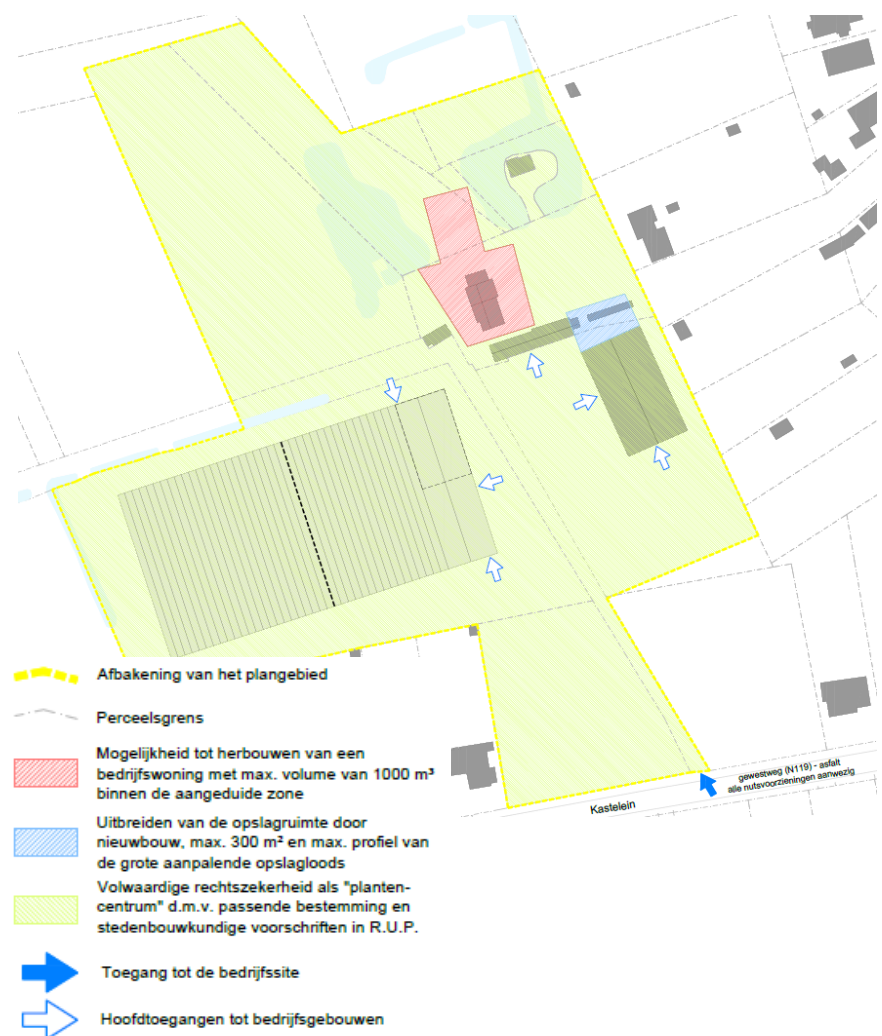 gewestweg (N119) - asfalt
alle nutsvoorzieningen aanwezig
Kastelein
Afbakening van het plangebied
Perceelsgrens
Mogelijkheid tot herbouwen van een
bedrijfswoning met max. volume van 1000 m³
binnen de aangeduide zone
Uitbreiden van de opslagruimte door
nieuwbouw, max. 300 m² en max. profiel van
de grote aanpalende opslagloods
Volwaardige rechtszekerheid als "planten-
centrum" d.m.v. passende bestemming en
stedenbouwkundige voorschriften in R.U.P.
Toegang tot de bedrijfssite
Hoofdtoegangen tot bedrijfsgebouwen